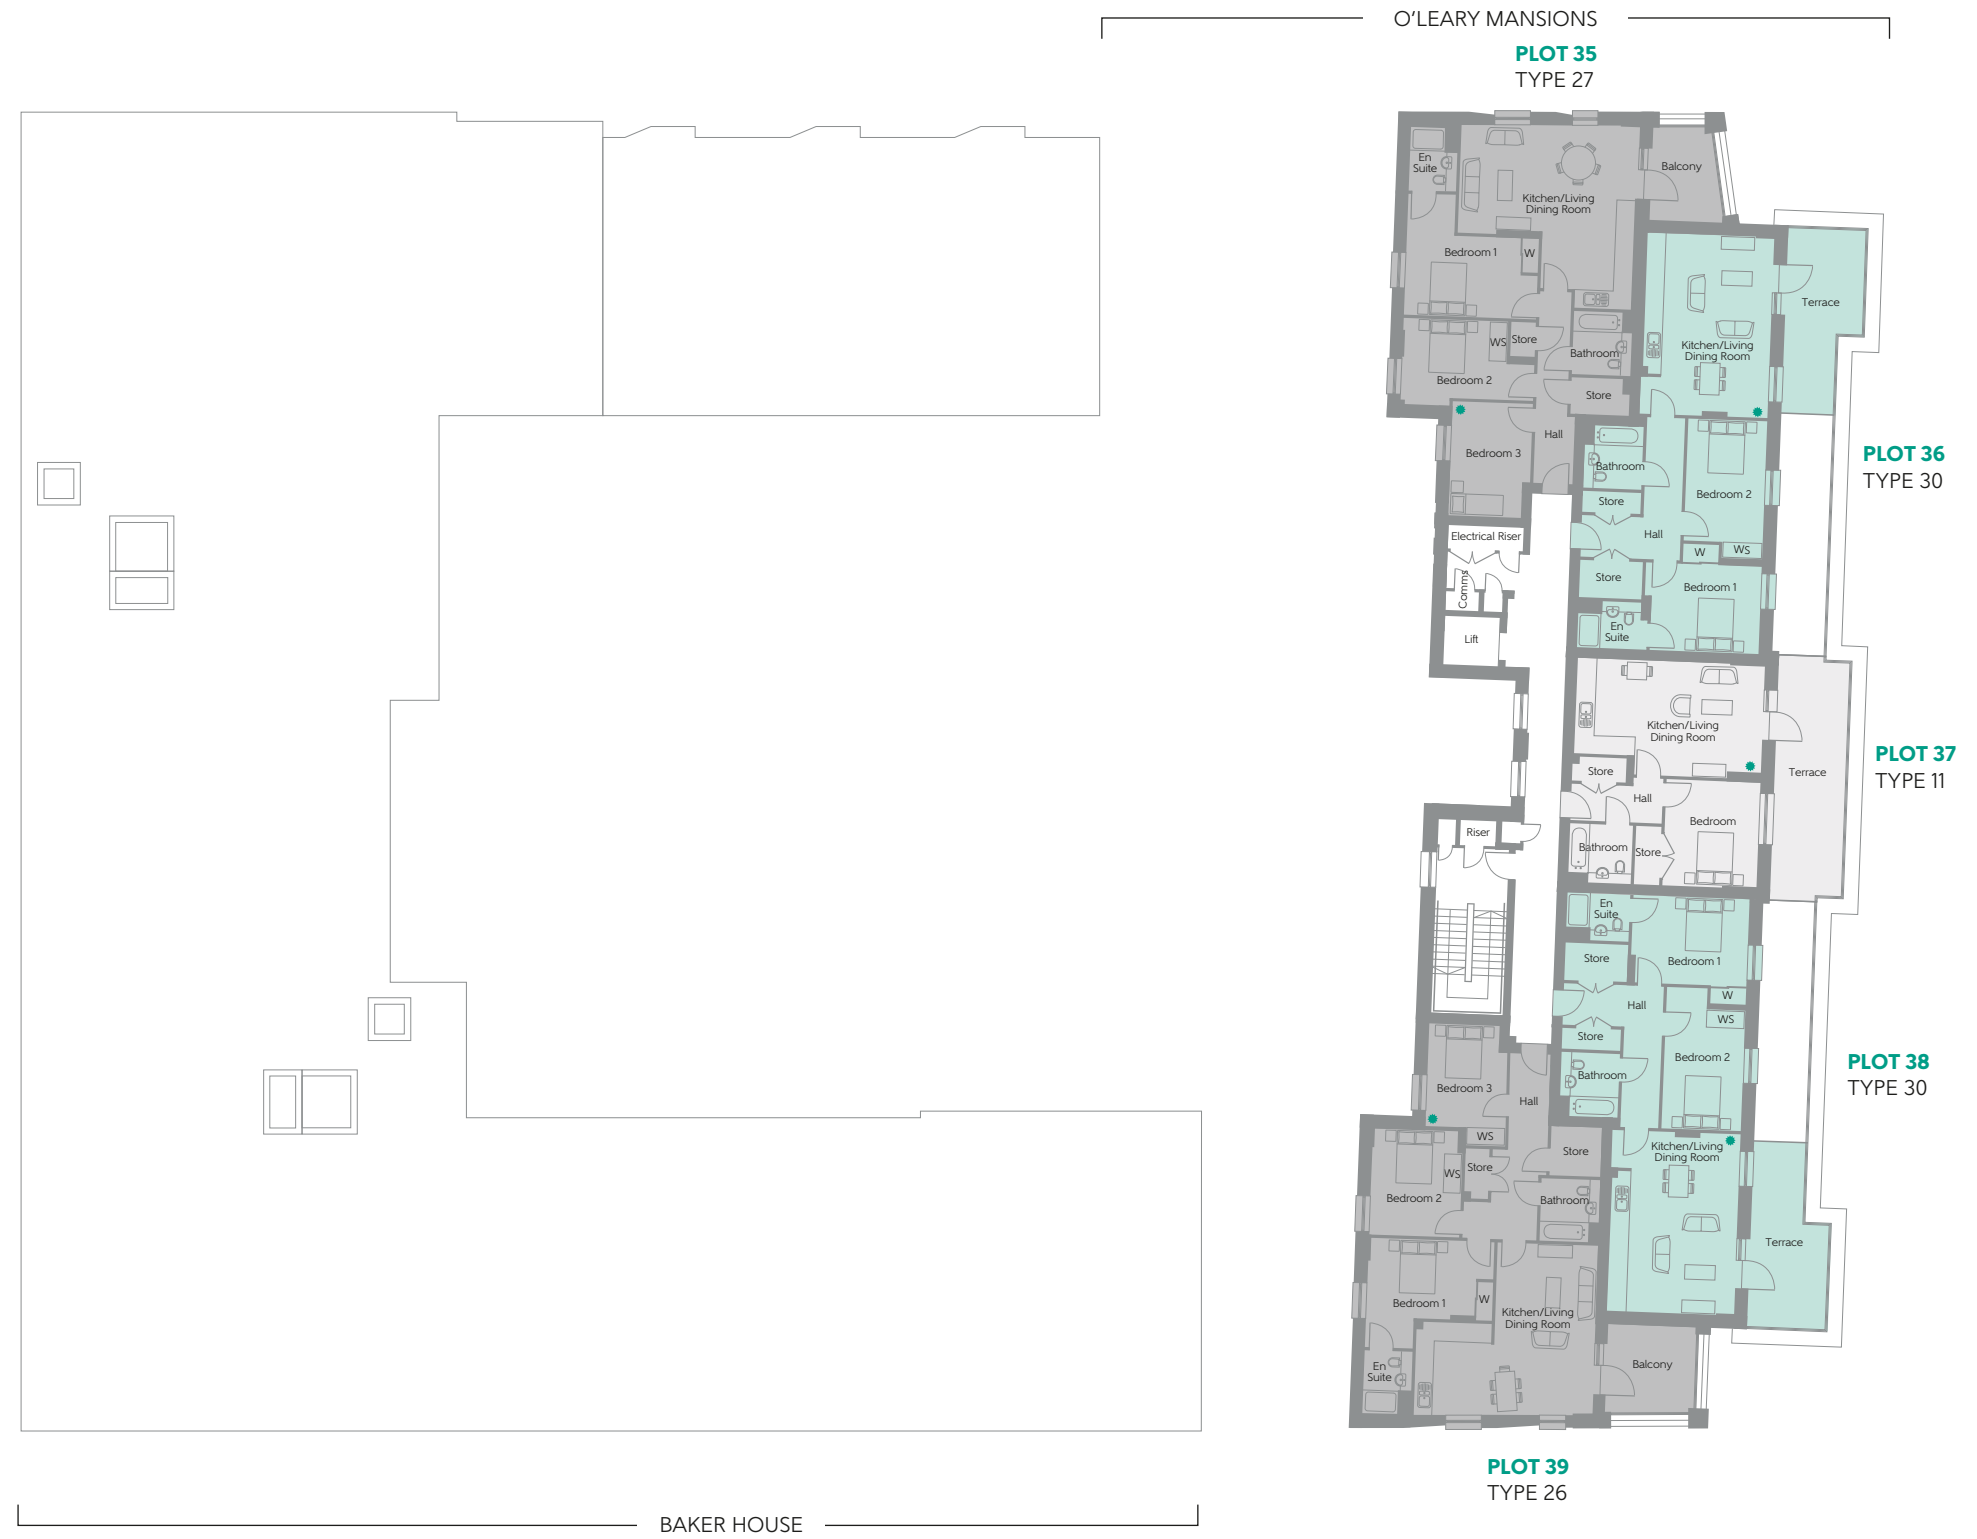 O'LEARY MANSIONS
PLOT 35
TYPE 27
En
Suite
Balcony
Kitchen/Living
Dining Room
Bedroom 1
W
WS
Store
Bathroom
Bedroom 2
Store
Hall
Bedroom 3
Terrace
Kitchen/Living
Dining Room
PLOT 36
TYPE 30
Bathroom
Bedroom 2
Store
Hall
W
WS
Store
Bedroom 1
En
Suite
Electrical Riser
Comms
Lift
Kitchen/Living
Dining Room
PLOT 37
TYPE 11
Store
Terrace
Hall
Bedroom
Bathroom
Store
Riser
En
Suite
Store
Bedroom 1
W
Hall
WS
Store
Bedroom 2
Bathroom
PLOT 38
TYPE 30
Kitchen/Living
Dining Room
Terrace
Bedroom 3
Hall
WS
Store
Store
WS
Bedroom 2
Bathroom
Bedroom 1
W
Kitchen/Living
Dining Room
En
Suite
Balcony
PLOT 39
TYPE 26
BAKER HOUSE